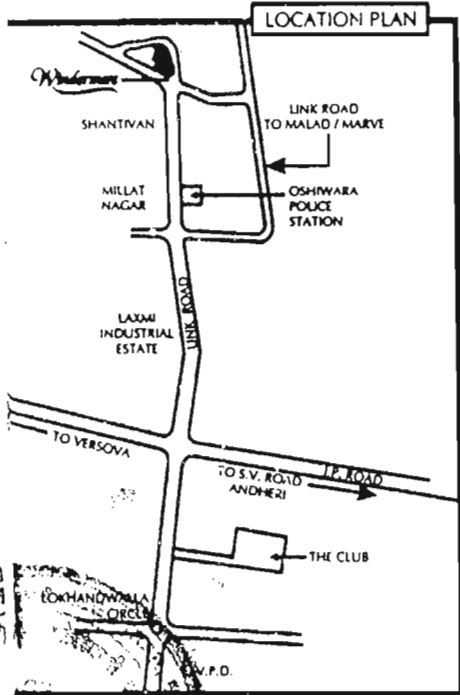 LOCATION PLAN
Windermere
SHANTIVAN
LINK ROAD
TO MALAD / MARVE
MILLAT
NAGAR
OSHIWARA
POLICE
STATION
LINK ROAD
LAXMI
INDUSTRIAL
ESTATE
TO VERSOVA
J.P. ROAD
TO S.V. ROAD
ANDHERI
THE CLUB
LOKHANDWALA
CIRCLE
V.P.D.